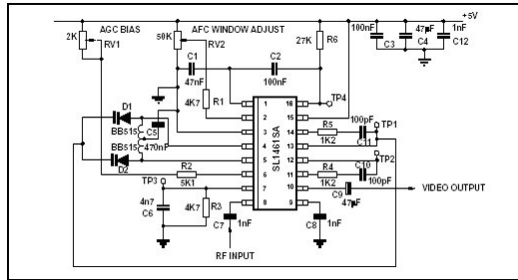 AGC BIAS
AFC WINDOW ADJUST
+5V
2K
RV1
50K
RV2
27K
R6
100nF
C3
47µF
C4
1nF
C12
C1
47nF
C2
100nF
TP4
4K7
R1
1
2
3
4
5
6
7
8
16
15
14
13
12
11
10
9
SL1461SA
D1
BB515
C5
470nF
BB515
D2
R5
1K2
100pF
C11
TP1
TP2
R4
1K2
C10
100pF
R2
5K1
TP3
4n7
C6
4K7
R3
C7
1nF
C8
1nF
C9
47µF
VIDEO OUTPUT
RF INPUT